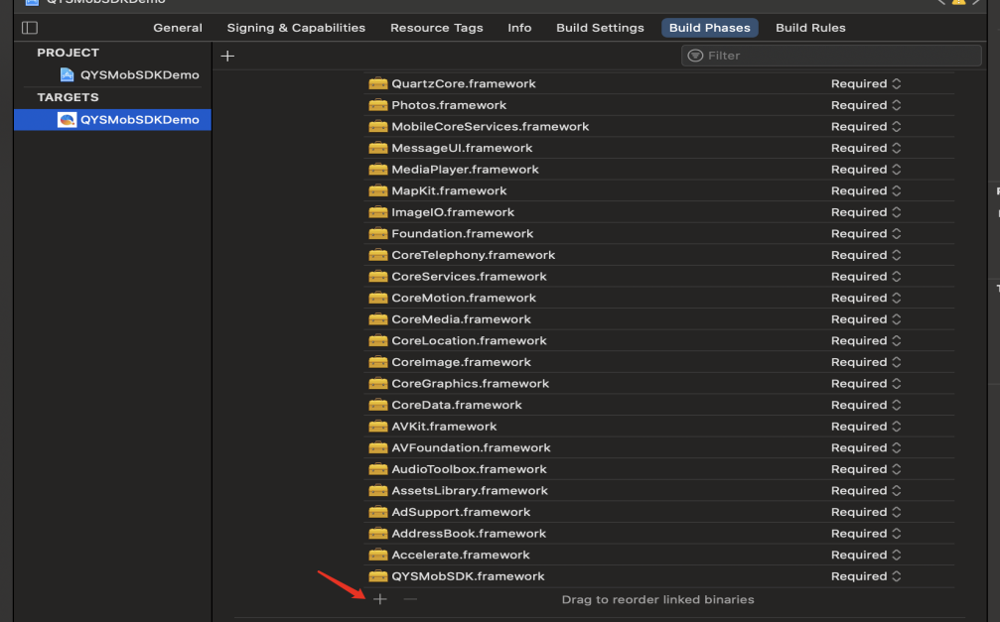 QYSMobSDKDemo
General Signing & Capabilities Resource Tags Info Build Settings Build Phases Build Rules
PROJECT
QYSMobSDKDemo
TARGETS
QYSMobSDKDemo
Filter
QuartzCore.framework Required
Photos.framework Required
MobileCoreServices.framework Required
MessageUI.framework Required
MediaPlayer.framework Required
MapKit.framework Required
ImageIO.framework Required
Foundation.framework Required
CoreTelephony.framework Required
CoreServices.framework Required
CoreMotion.framework Required
CoreMedia.framework Required
CoreLocation.framework Required
CoreImage.framework Required
CoreGraphics.framework Required
CoreData.framework Required
AVKit.framework Required
AVFoundation.framework Required
AudioToolbox.framework Required
AssetsLibrary.framework Required
AdSupport.framework Required
AddressBook.framework Required
Accelerate.framework Required
QYSMobSDK.framework Required
Drag to reorder linked binaries